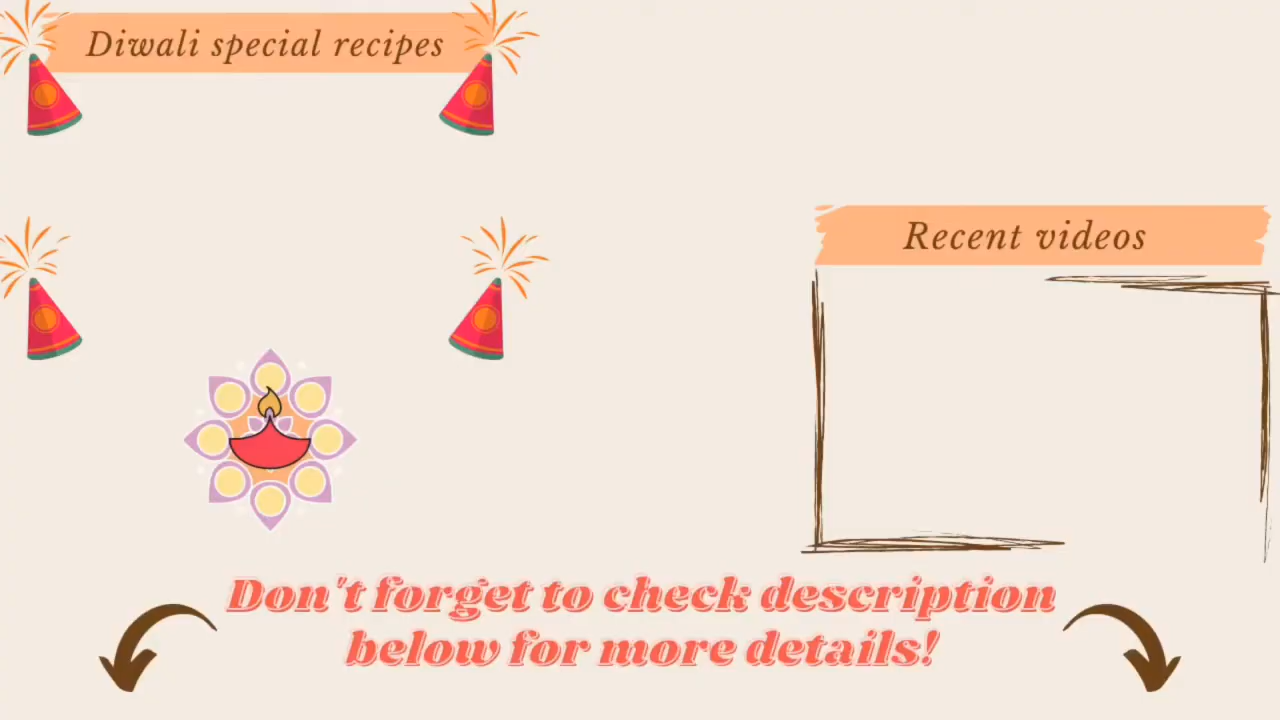 Diwali special recipes
Recent videos
Don't forget to check description
below for more details!